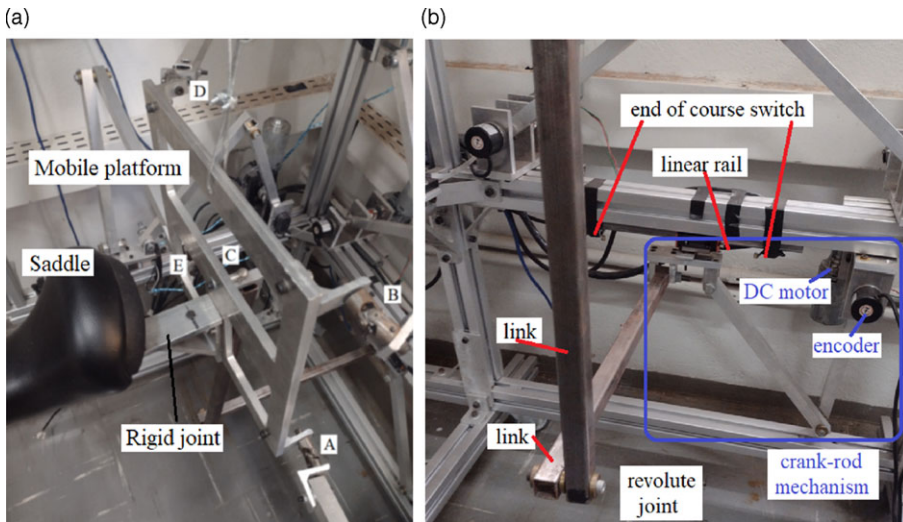 (a)
D
Mobile platform
C
Saddle
E
B
Rigid joint
A
(b)
end of course switch
linear rail
DC motor
link
encoder
link
revolute
joint
crank-rod
mechanism